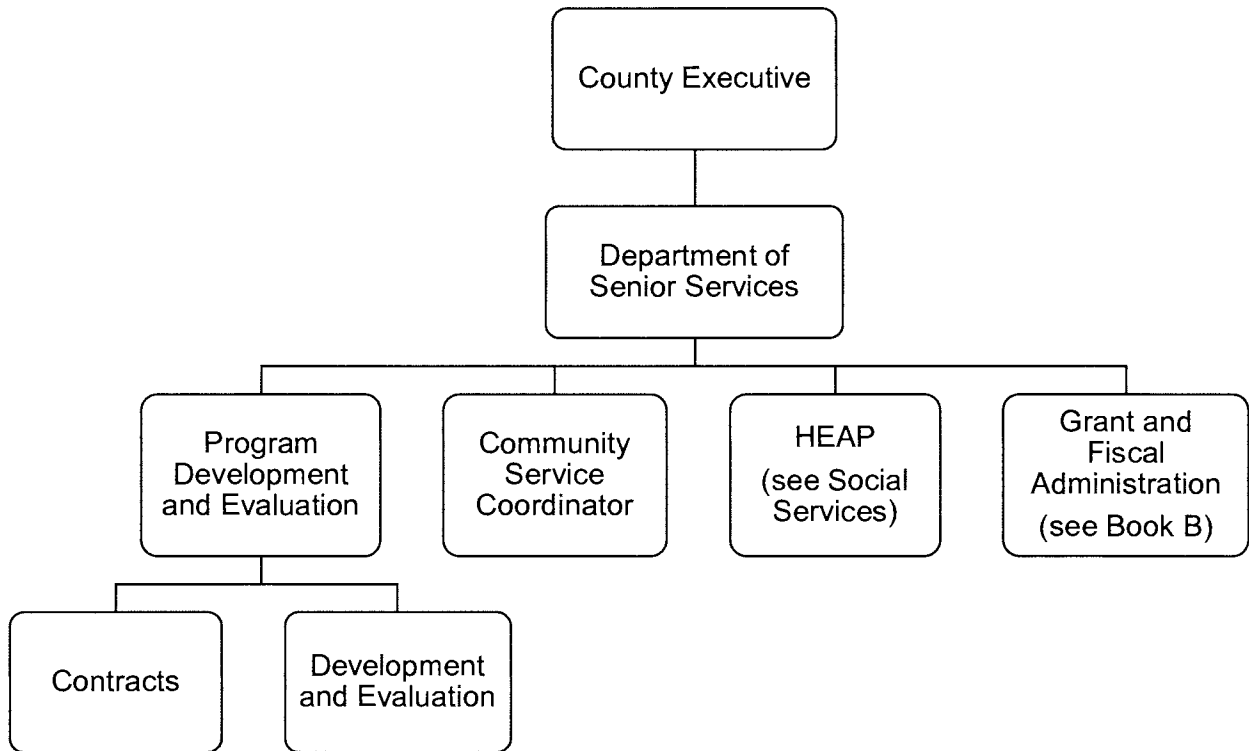 County Executive
Department of
Senior Services
Program
Development
and Evaluation
Community
Service
Coordinator
HEAP
(see Social
Services)
Grant and
Fiscal
Administration
(see Book B)
Contracts
Development
and Evaluation